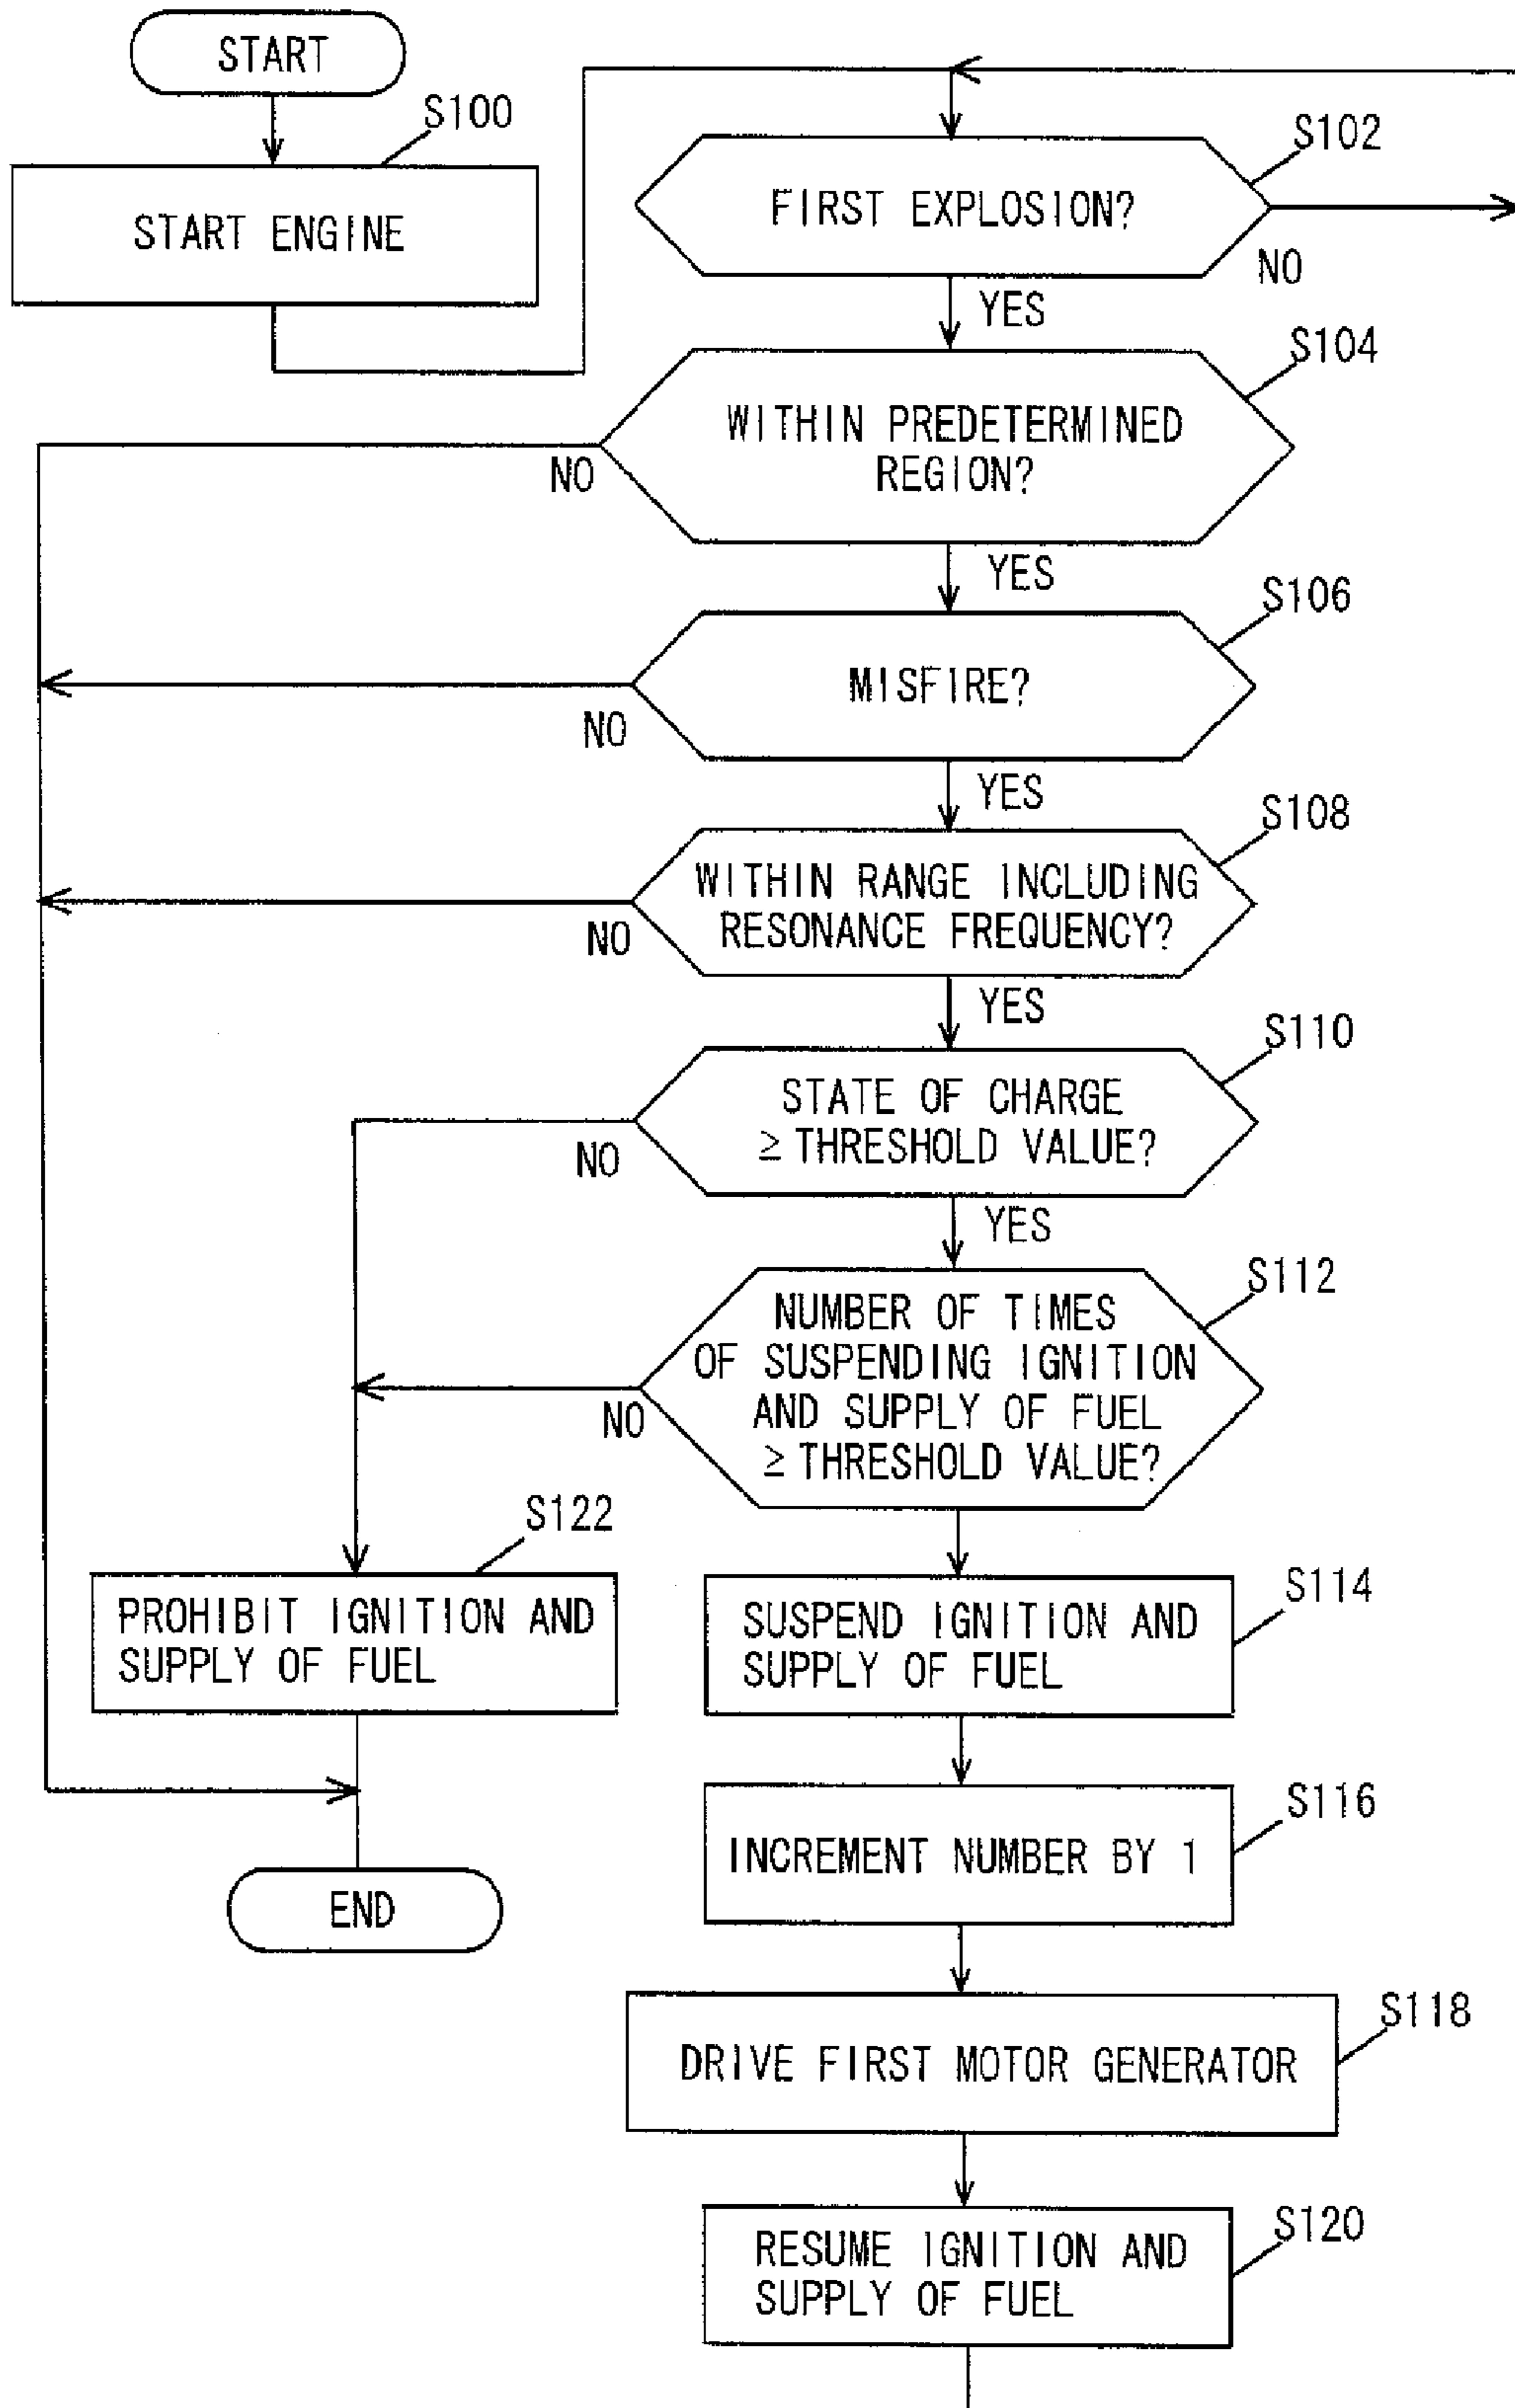 START
S100
START ENGINE
S102
FIRST EXPLOSION?
NO
YES
S104
WITHIN PREDETERMINED
REGION?
NO
YES
S106
MISFIRE?
NO
YES
S108
WITHIN RANGE INCLUDING
RESONANCE FREQUENCY?
NO
YES
S110
STATE OF CHARGE
≥ THRESHOLD VALUE?
NO
YES
S112
NUMBER OF TIMES
OF SUSPENDING IGNITION
AND SUPPLY OF FUEL
≥ THRESHOLD VALUE?
NO
S122
PROHIBIT IGNITION AND
SUPPLY OF FUEL
S114
SUSPEND IGNITION AND
SUPPLY OF FUEL
S116
INCREMENT NUMBER BY 1
END
S118
DRIVE FIRST MOTOR GENERATOR
S120
RESUME IGNITION AND
SUPPLY OF FUEL